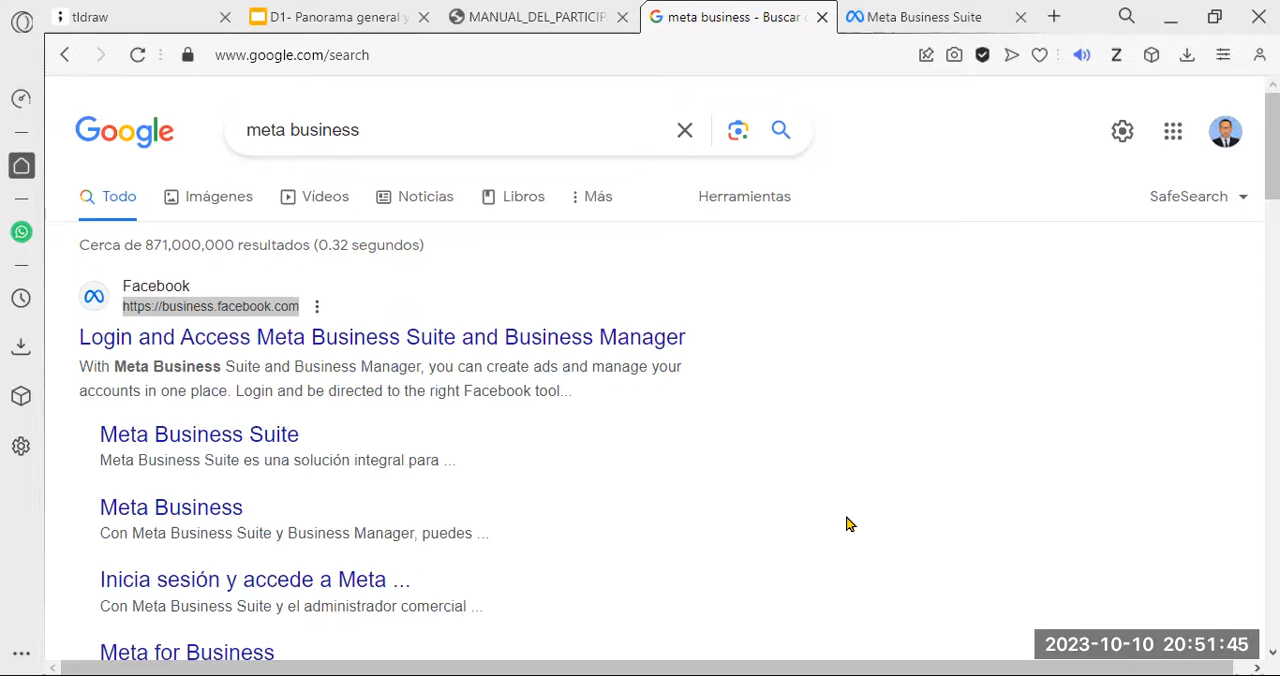 tldraw
D1- Panorama general y
MANUAL_DEL_PARTICIP
meta business - Buscar
Meta Business Suite
www.google.com/search
Z
Google
meta business
Todo
Imágenes
Vídeos
Noticias
Libros
Más
Herramientas
SafeSearch
Cerca de 871,000,000 resultados (0.32 segundos)
Facebook
https://business.facebook.com
Login and Access Meta Business Suite and Business Manager
With Meta Business Suite and Business Manager, you can create ads and manage your
accounts in one place. Login and be directed to the right Facebook tool...
Meta Business Suite
Meta Business Suite es una solución integral para ...
Meta Business
Con Meta Business Suite y Business Manager, puedes ...
Inicia sesión y accede a Meta ...
Con Meta Business Suite y el administrador comercial ...
Meta for Business
2023-10-10 20:51:45